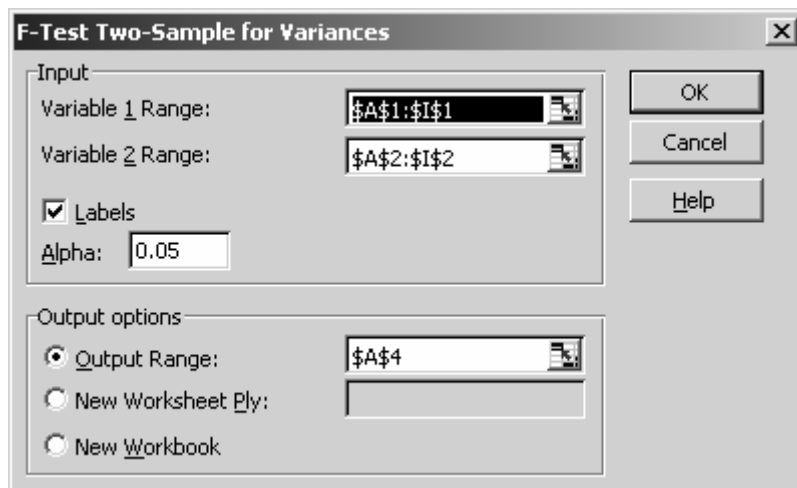 F-Test Two-Sample for Variances
Input
Variable 1 Range:
$A$1:$I$1
Variable 2 Range:
$A$2:$I$2
Labels
Alpha:
0.05
OK
Cancel
Help
Output options
Output Range:
$A$4
New Worksheet Ply:
New Workbook